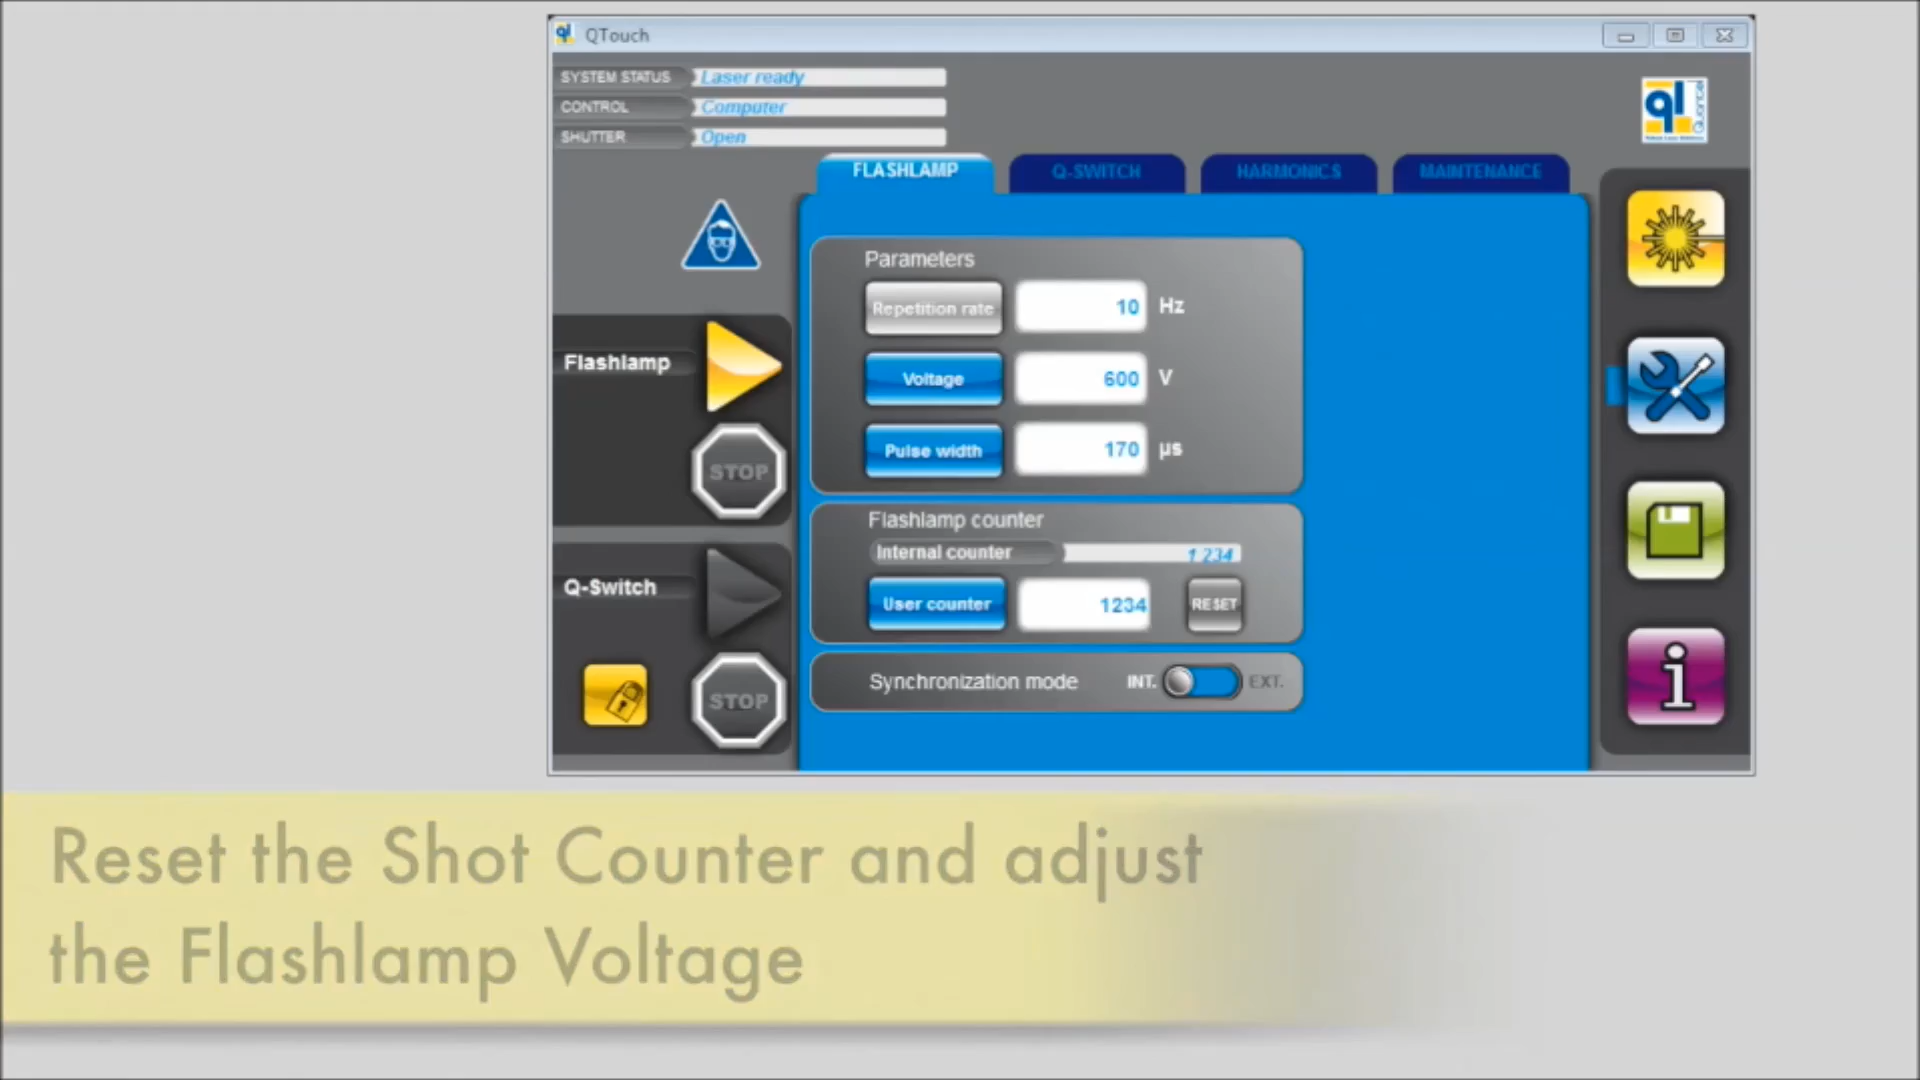 QTouch
SYSTEM STATUS Laser ready
CONTROL Computer
SHUTTER Open
ql
Quantel
FLASHLAMP Q-SWITCH HARMONICS MAINTENANCE
Parameters
Repetition rate 10 Hz
Voltage 600 V
Pulse width 170 µs
Flashlamp
STOP
Flashlamp counter
Internal counter 1 234
User counter 1234 RESET
Q-Switch
STOP
Synchronization mode INT. EXT.
Reset the Shot Counter and adjust
the Flashlamp Voltage